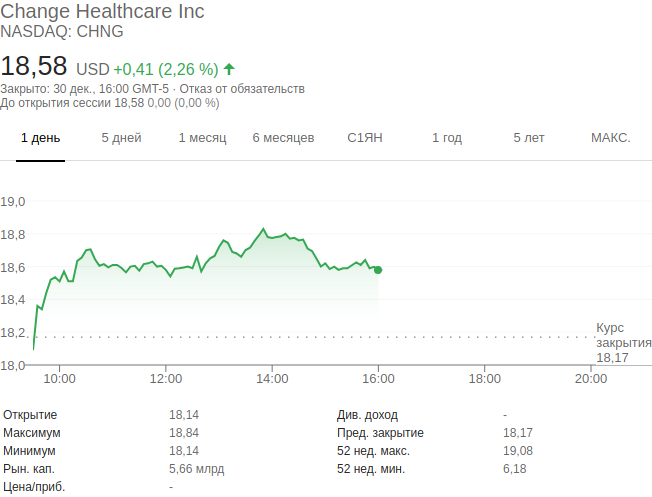 Change Healthcare Inc
NASDAQ: CHNG
18,58 USD +0,41 (2,26 %)
Закрыто: 30 дек., 16:00 GMT-5 · Отказ от обязательств
До открытия сессии 18,58 0,00 (0,00 %)
1 день 5 дней 1 месяц 6 месяцев С1ЯН 1 год 5 лет МАКС.
19,0
18,8
18,6
18,4
18,2
Курс
закрытия
18,17
18,0
10:00 12:00 14:00 16:00 18:00 20:00
Открытие 18,14 Див. доход -
Максимум 18,84 Пред. закрытие 18,17
Минимум 18,14 52 нед. макс. 19,08
Рын. кап. 5,66 млрд 52 нед. мин. 6,18
Цена/приб. -